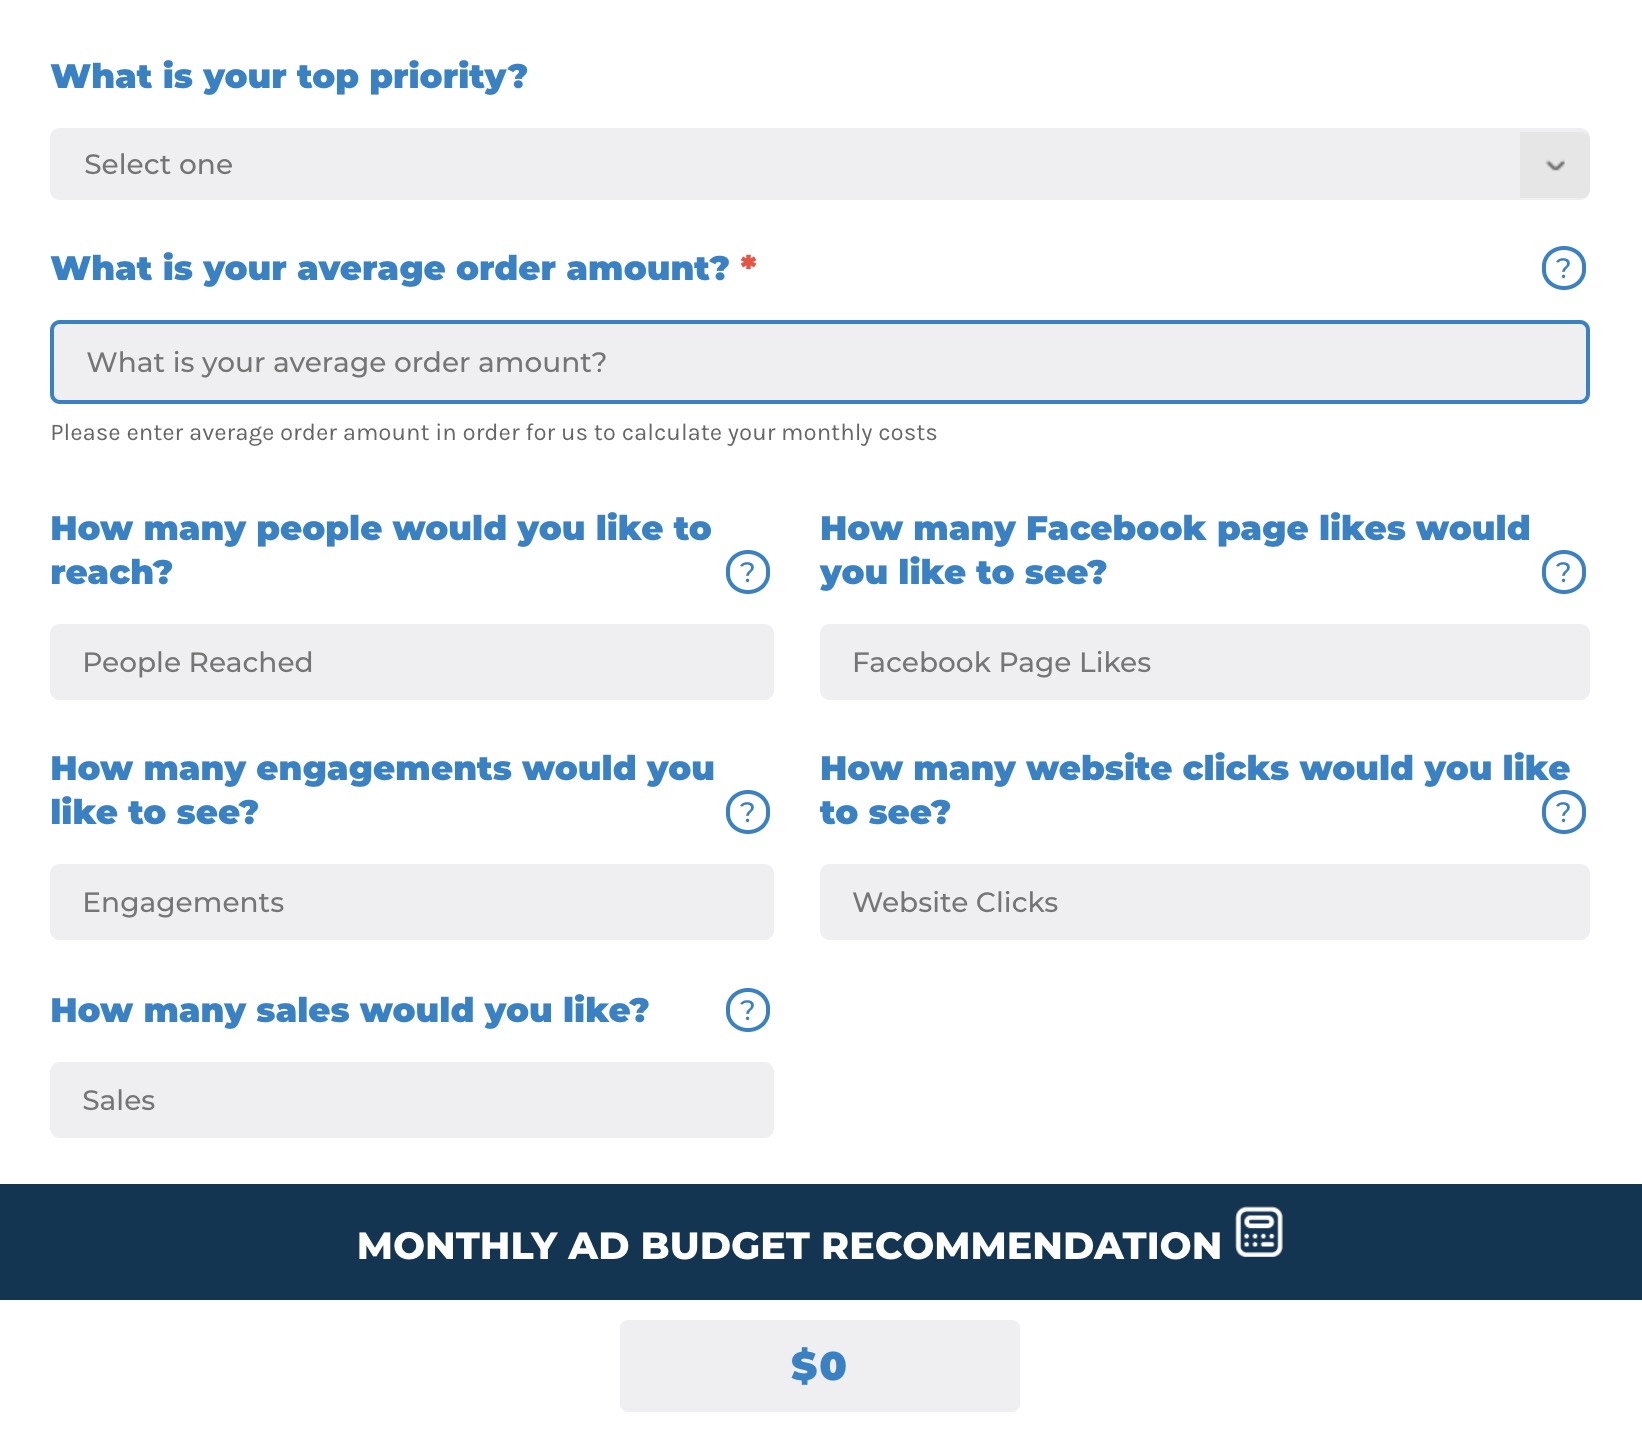 What is your top priority?
Select one
What is your average order amount? *
?
What is your average order amount?
Please enter average order amount in order for us to calculate your monthly costs
How many people would you like to
reach?
?
People Reached
How many Facebook page likes would
you like to see?
?
Facebook Page Likes
How many engagements would you
like to see?
?
Engagements
How many website clicks would you like
to see?
?
Website Clicks
How many sales would you like?
?
Sales
MONTHLY AD BUDGET RECOMMENDATION
$0